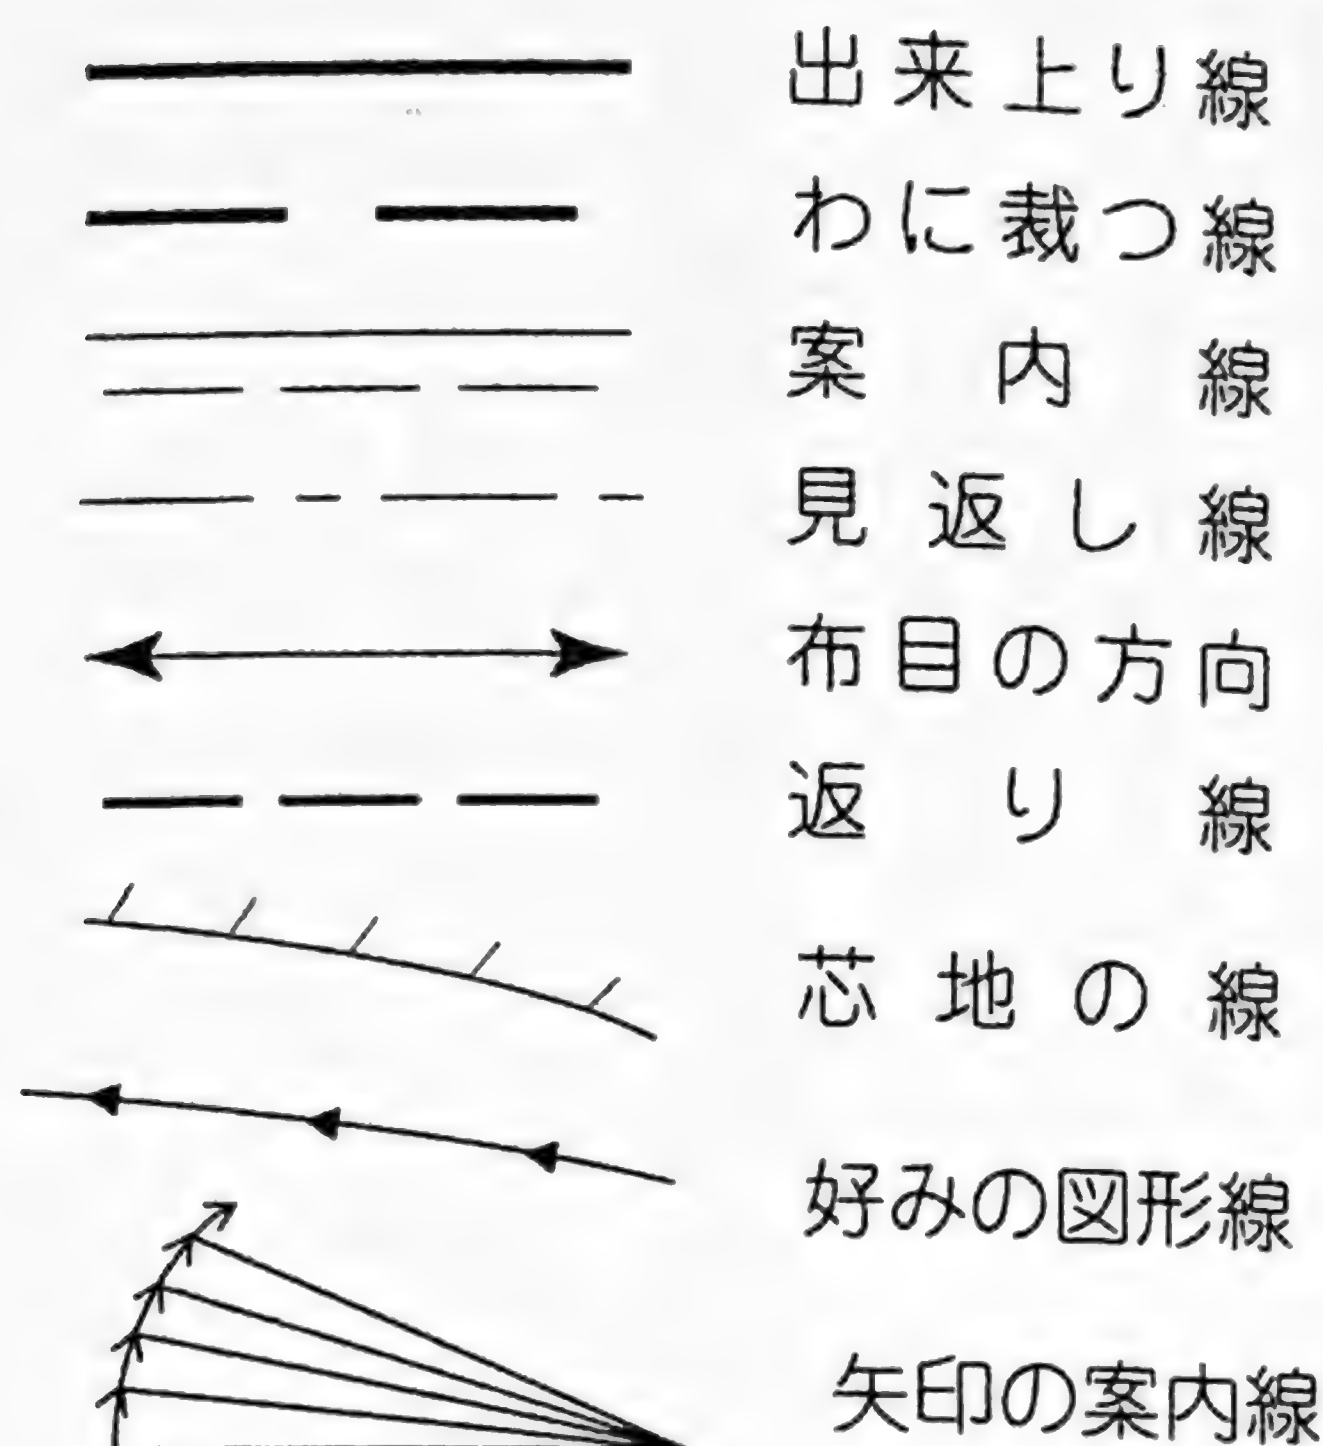 出来上り線
わに裁つ線
案内線
見返し線
布目の方向
返り線
芯地の線
好みの図形線
矢印の案内線